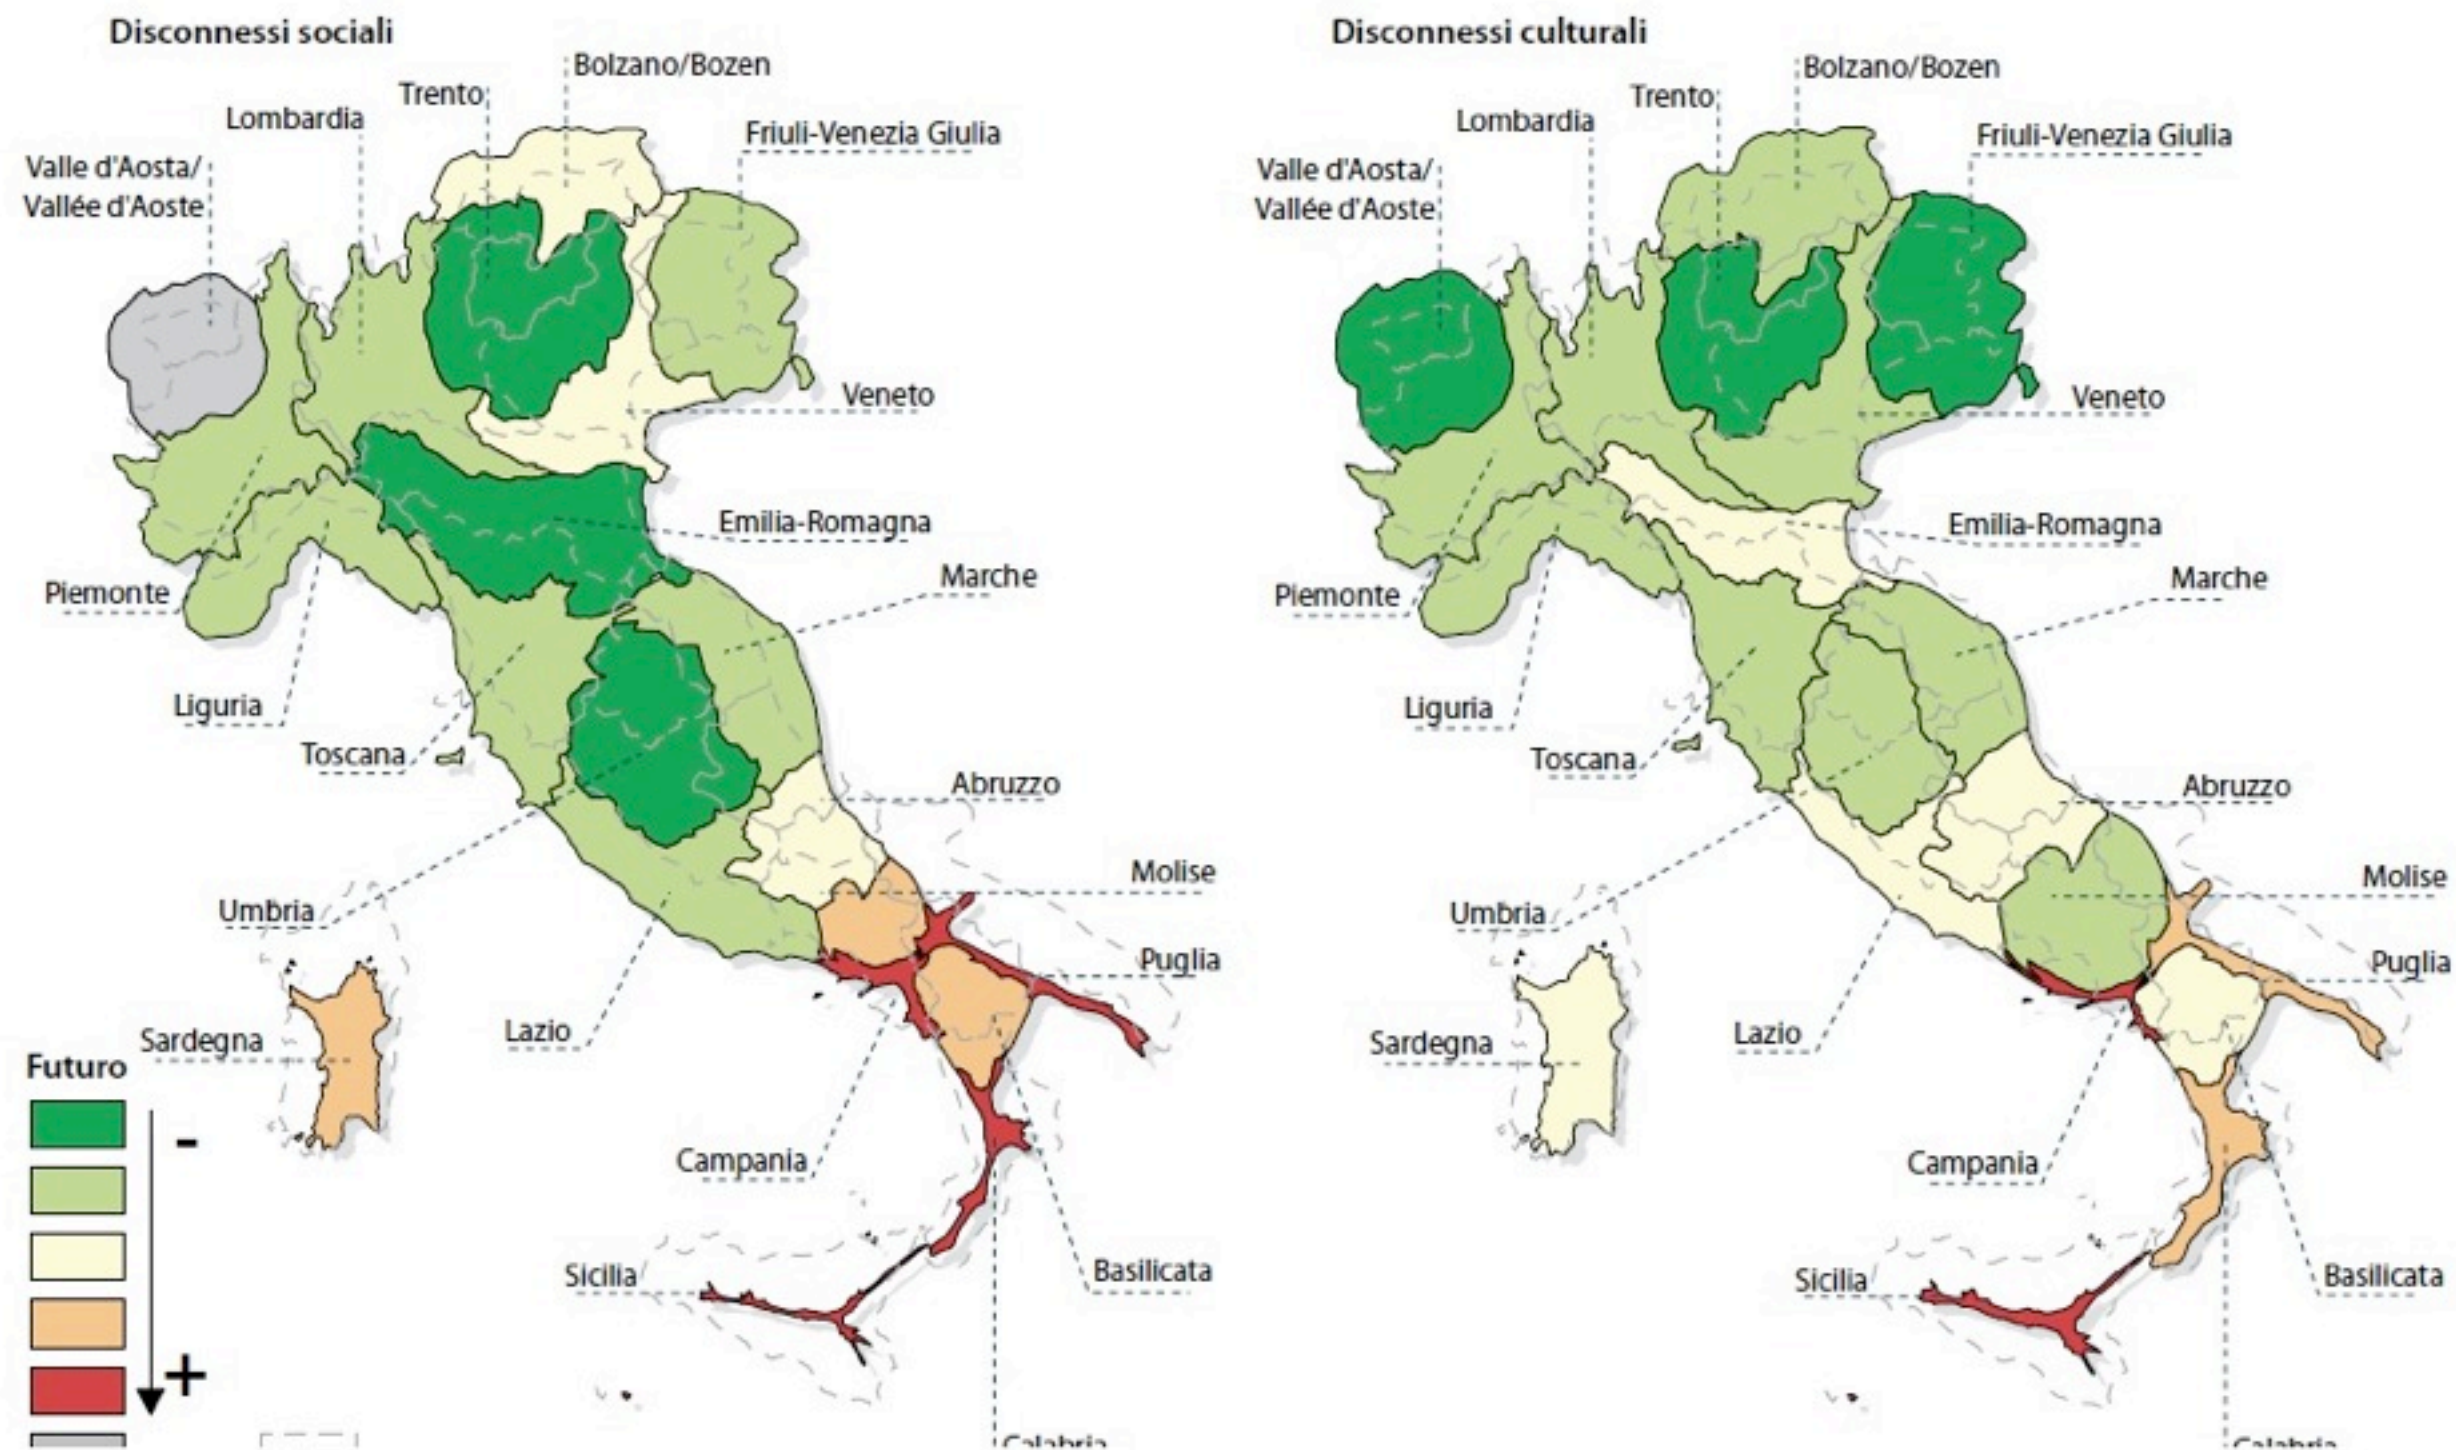 Disconnessi sociali
Bolzano/Bozen
Trento
Lombardia
Friuli-Venezia Giulia
Valle d'Aosta/
Vallée d'Aoste
Veneto
Emilia-Romagna
Marche
Piemonte
Liguria
Toscana
Abruzzo
Molise
Umbria
Puglia
Lazio
Sardegna
Futuro
-
+
Campania
Sicilia
Basilicata
Calabria
Disconnessi culturali
Bolzano/Bozen
Trento
Lombardia
Friuli-Venezia Giulia
Valle d'Aosta/
Vallée d'Aoste
Veneto
Emilia-Romagna
Marche
Piemonte
Liguria
Toscana
Abruzzo
Molise
Umbria
Puglia
Lazio
Sardegna
Campania
Sicilia
Basilicata
Calabria